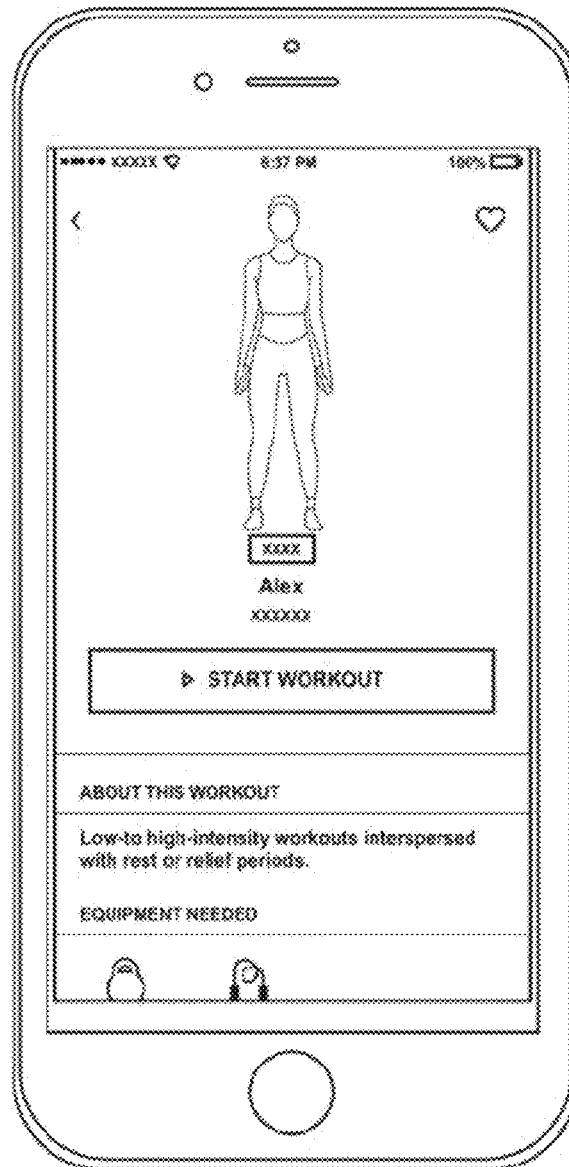 XXXXX 6:37 PM 100%
XXXX
Alex
XXXXXX
START WORKOUT
ABOUT THIS WORKOUT
Low-to high-intensity workouts interspersed
with rest or relief periods.
EQUIPMENT NEEDED